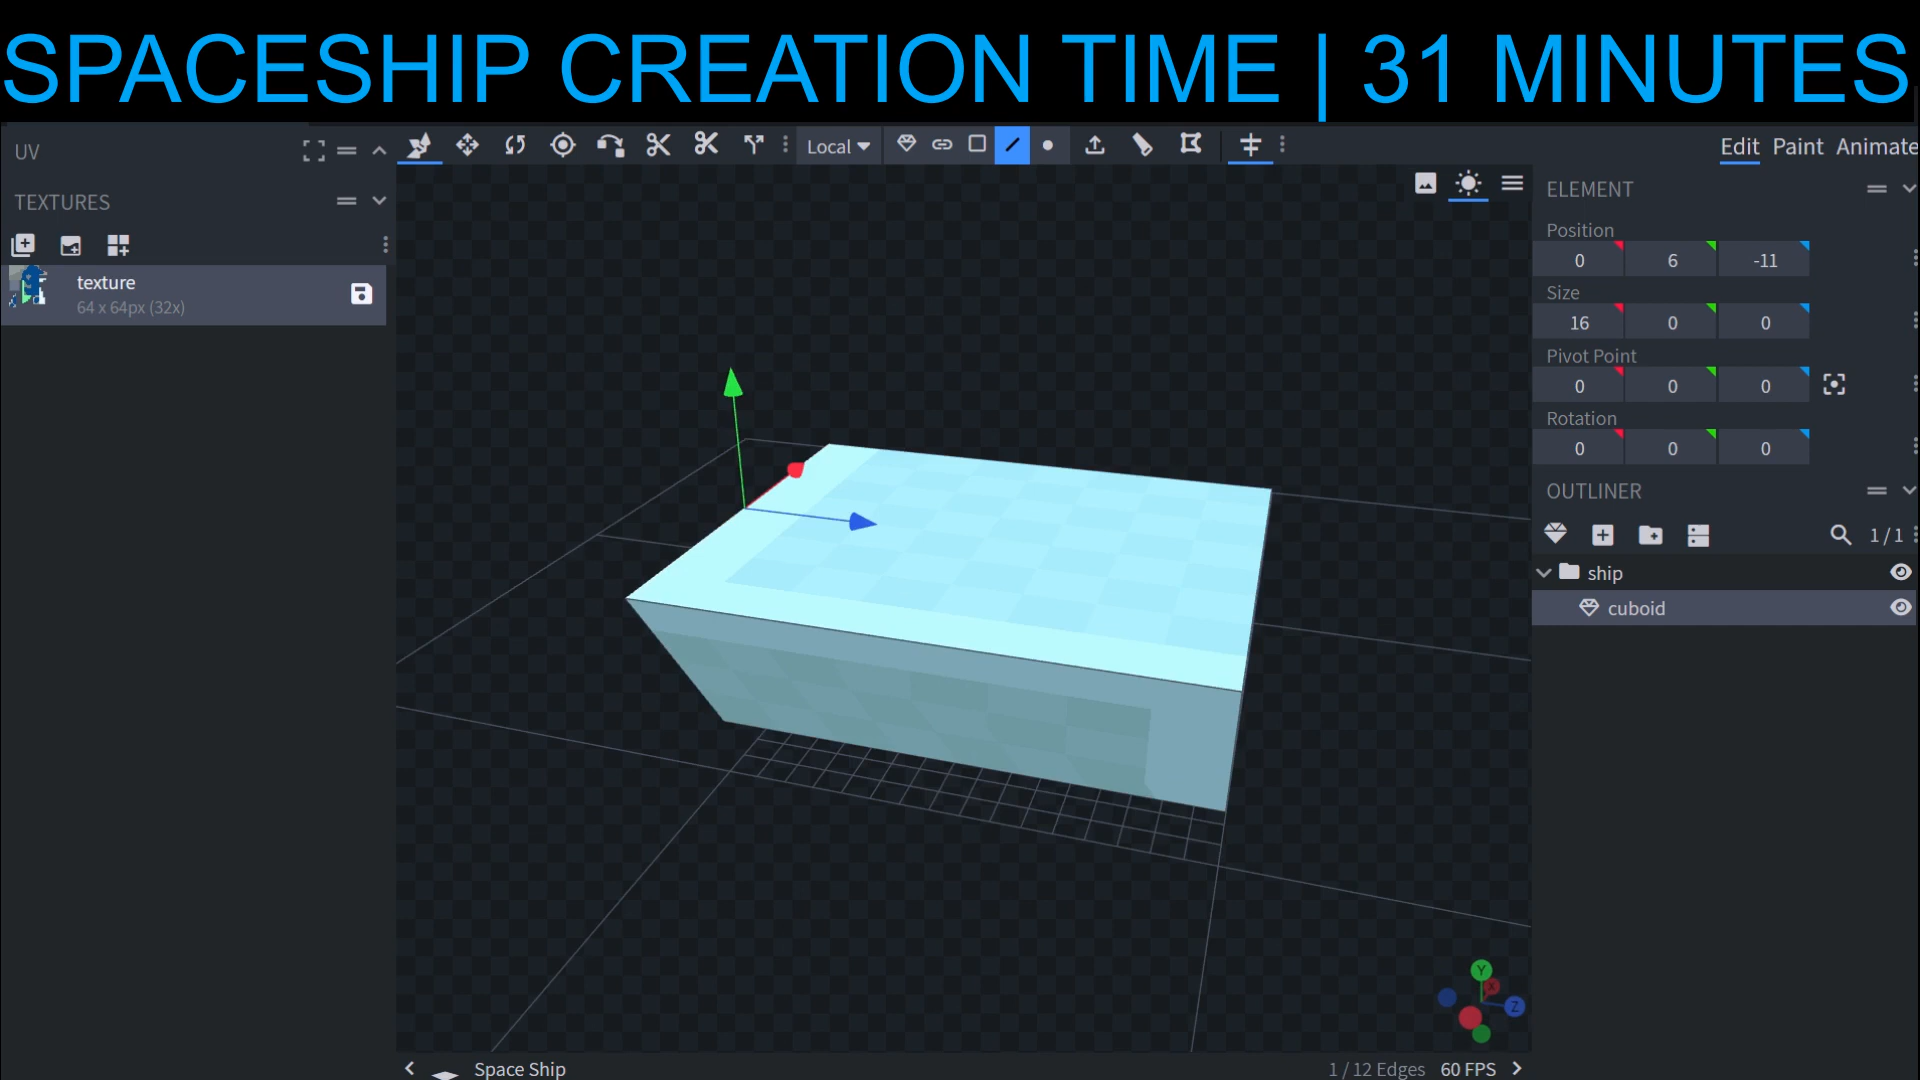 SPACESHIP CREATION TIME | 31 MINUTES
UV
Local
Edit Paint Animate
TEXTURES
ELEMENT
texture
64 x 64px (32x)
Position
0 6 -11
Size
16 0 0
Pivot Point
0 0 0
Rotation
0 0 0
OUTLINER
1 / 1
ship
cuboid
Y
X
Z
Space Ship
1 / 12 Edges 60 FPS